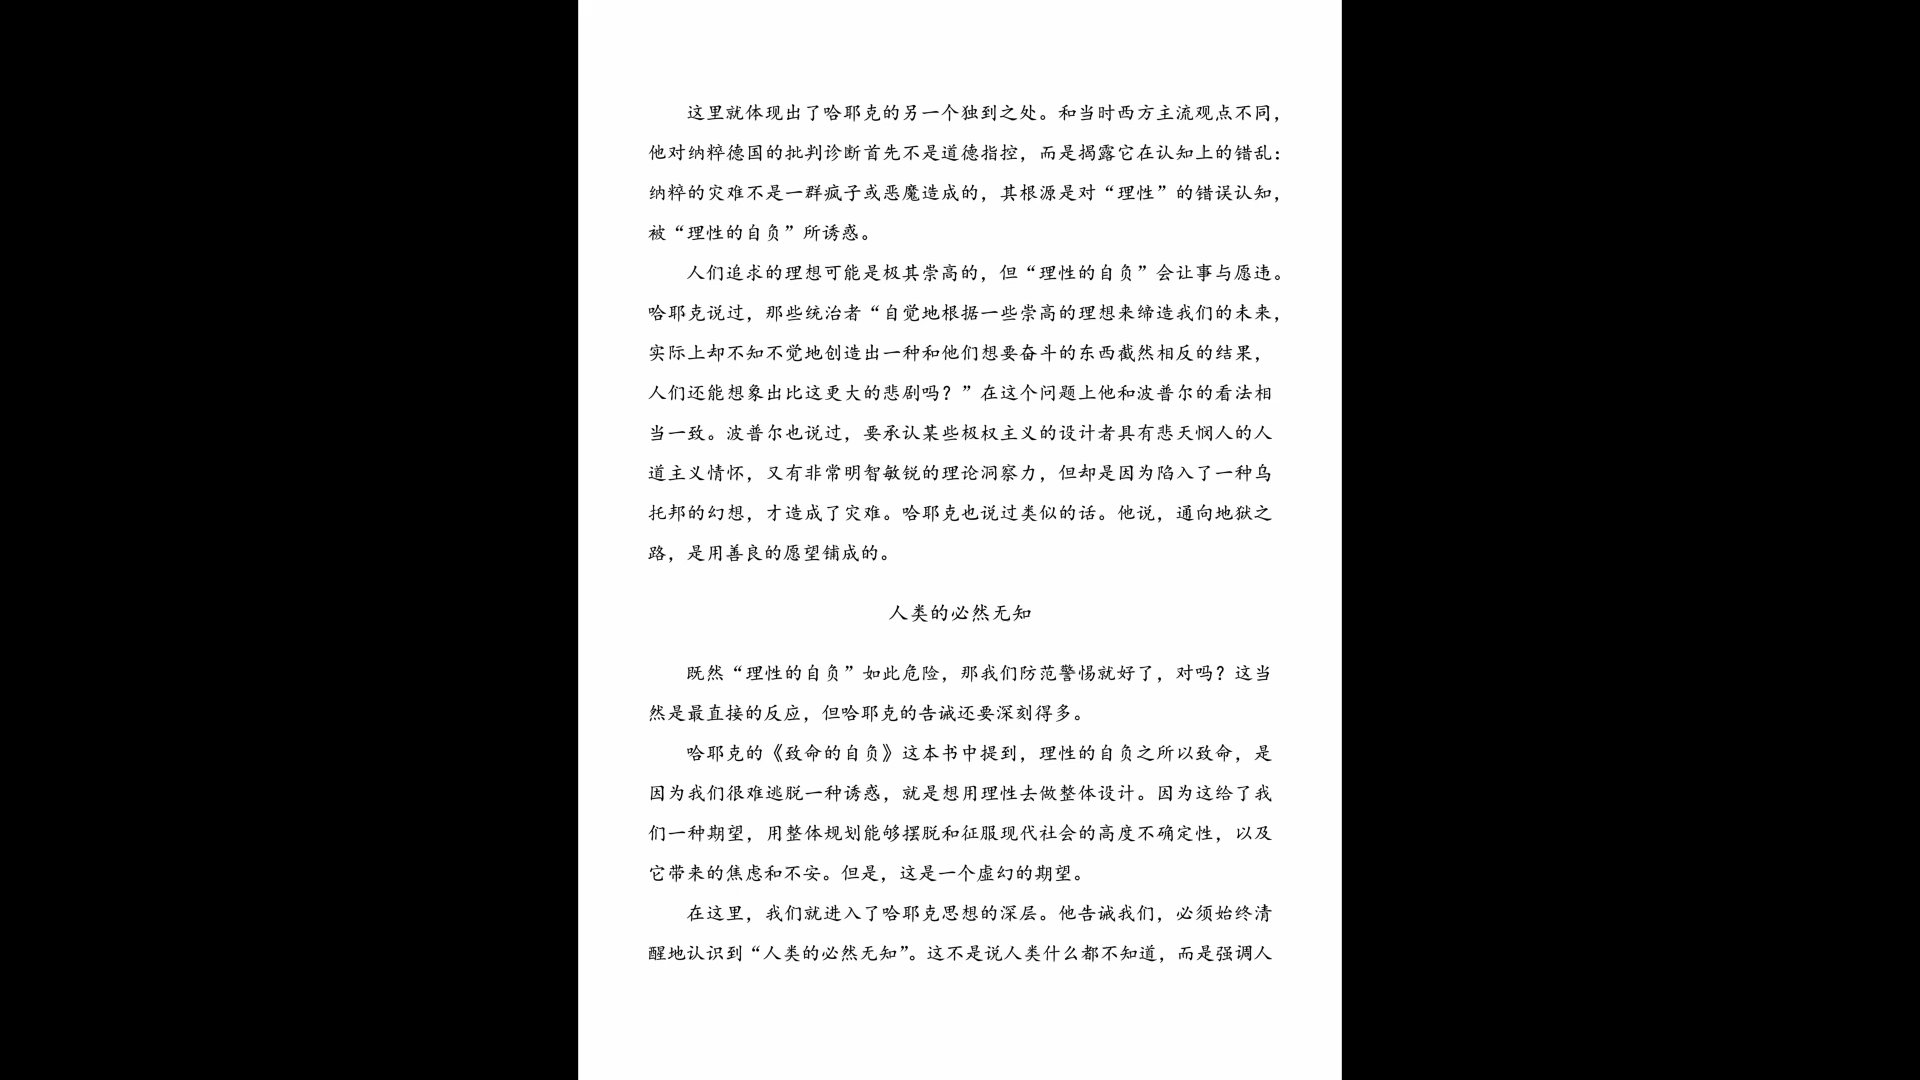 这里就体现出了哈耶克的另一个独到之处。和当时西方主流观点不同，
他对纳粹德国的批判诊断首先不是道德指控，而是揭露它在认知上的错乱：
纳粹的灾难不是一群疯子或恶魔造成的，其根源是对“理性”的错误认知，
被“理性的自负”所诱惑。
人们追求的理想可能是极其崇高的，但“理性的自负”会让事与愿违。
哈耶克说过，那些统治者“自觉地根据一些崇高的理想来缔造我们的未来，
实际上却不知不觉地创造出一种和他们想要奋斗的东西截然相反的结果，
人们还能想象出比这更大的悲剧吗？”在这个问题上他和波普尔的看法相
当一致。波普尔也说过，要承认某些极权主义的设计者具有悲天悯人的人
道主义情怀，又有非常明智敏锐的理论洞察力，但却是因为陷入了一种乌
托邦的幻想，才造成了灾难。哈耶克也说过类似的话。他说，通向地狱之
路，是用善良的愿望铺成的。
人类的必然无知
既然“理性的自负”如此危险，那我们防范警惕就好了，对吗？这当
然是最直接的反应，但哈耶克的告诫还要深刻得多。
哈耶克的《致命的自负》这本书中提到，理性的自负之所以致命，是
因为我们很难逃脱一种诱惑，就是想用理性去做整体设计。因为这给了我
们一种期望，用整体规划能够摆脱和征服现代社会的高度不确定性，以及
它带来的焦虑和不安。但是，这是一个虚幻的期望。
在这里，我们就进入了哈耶克思想的深层。他告诫我们，必须始终清
醒地认识到“人类的必然无知”。这不是说人类什么都不知道，而是强调人